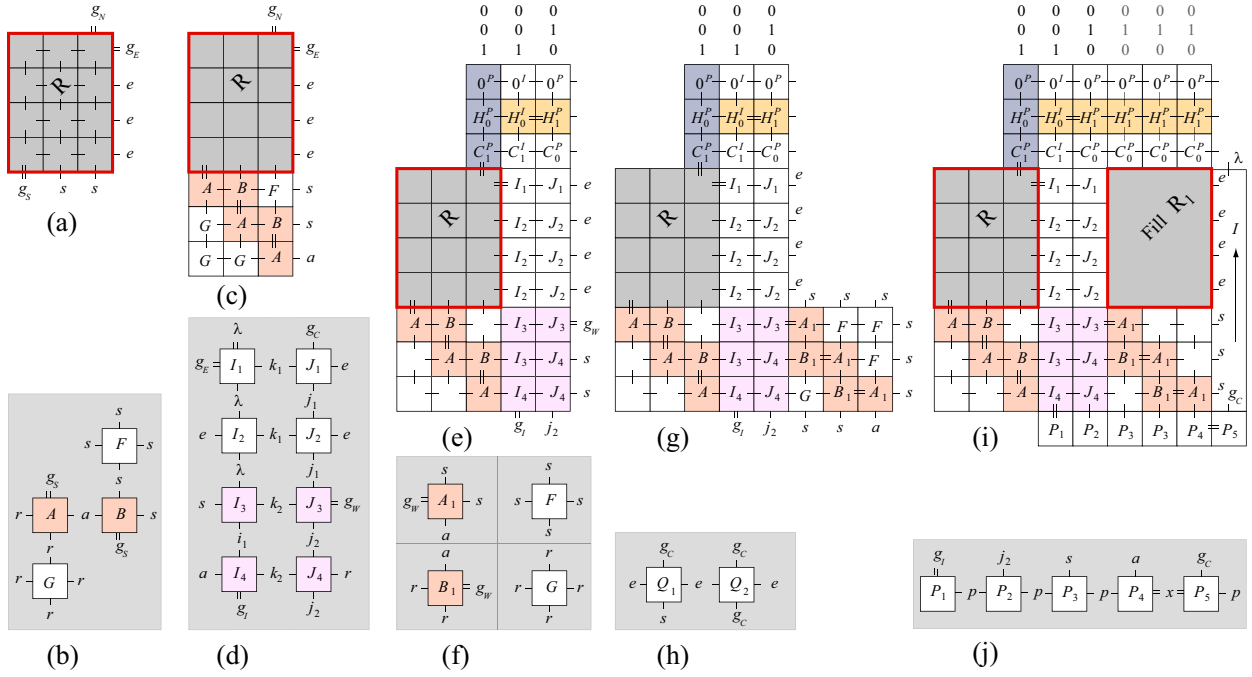 g_N
g_E
R
e
e
e
g_S s s
(a)
g_N
g_E
R
e
e
e
A B F s
G A B s
G G A a
(c)
0 0 0
0 1 0
1 0 0
0^P 0^I 0^P
H_0^P H_0^I H_1^P
C_1^P C_1^I C_0^P
I_1 J_1 e
R I_2 J_2 e
I_2 J_2 e
I_2 J_2 e
A B I_3 J_3 g_W
A B I_3 J_4 s
A I_4 J_4 s
g_I j_2
(e)
0 0 0
0 1 0
1 0 0
0^P 0^I 0^P
H_0^P H_0^I H_1^P
C_1^P C_1^I C_0^P
I_1 J_1 e
R I_2 J_2 e
I_2 J_2 e
I_2 J_2 e
s s s
A B I_3 J_3 A_1 F F s
A B I_3 J_4 B_1 A_1 F s
A I_4 J_4 G B_1 A_1 s
g_I j_2 s s a
(g)
0 0 0 0 0 0
0 1 0 1 1 1
1 0 0 0 0 0
0^P 0^I 0^P 0^P 0^P 0^P
H_0^P H_0^I H_1^P H_1^P H_1^P H_1^P
C_1^P C_1^I C_0^P C_0^P C_0^P C_0^P
λ
I_1 J_1 e
R I_2 J_2 Fill R_1 e I
I_2 J_2 e
I_2 J_2 e
A B I_3 J_3 A_1 s
A B I_3 J_4 B_1 A_1 s
A I_4 J_4 B_1 A_1 s g_C
P_1 P_2 P_3 P_3 P_4 P_5
(i)
s
s F
s
g_S
r A a B s
r g_S
r G r
r
(b)
λ g_C
g_E I_1 k_1 J_1 e
λ j_1
e I_2 k_1 J_2 e
λ j_1
s I_3 k_2 J_3 g_W
i_1 j_2
a I_4 k_2 J_4 r
g_I j_2
(d)
s s
g_W A_1 s s F s
a s
a r
r B_1 g_W r G r
r r
(f)
g_C g_C
e Q_1 e Q_2 e
s g_C
(h)
g_I j_2 s a g_C
P_1 p P_2 p P_3 p P_4 x P_5 p
(j)